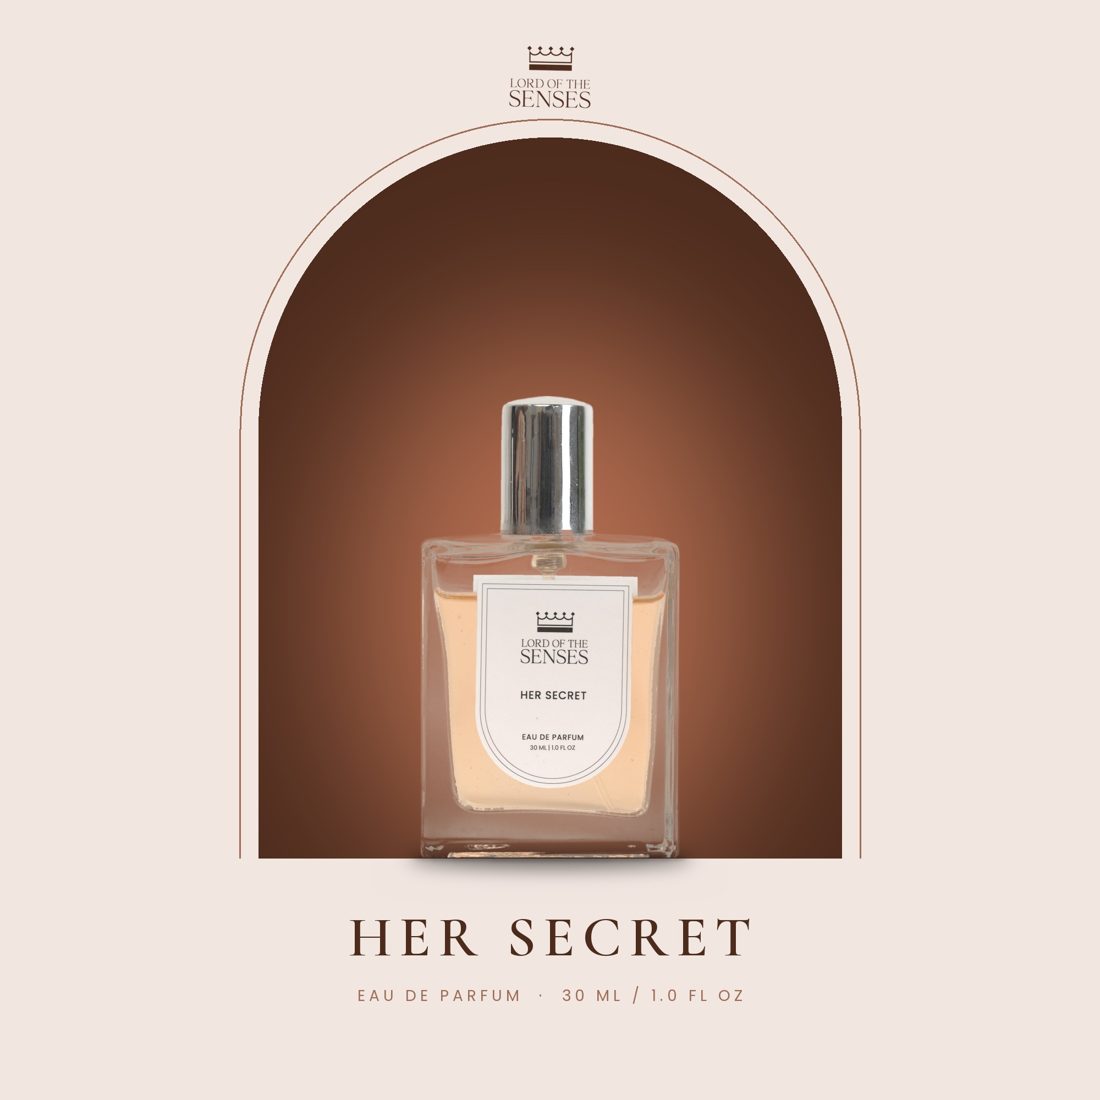 LORD OF THE
SENSES
LORD OF THE
SENSES
HER SECRET
EAU DE PARFUM
30 ML | 1.0 FL OZ
HER SECRET
EAU DE PARFUM · 30 ML / 1.0 FL OZ